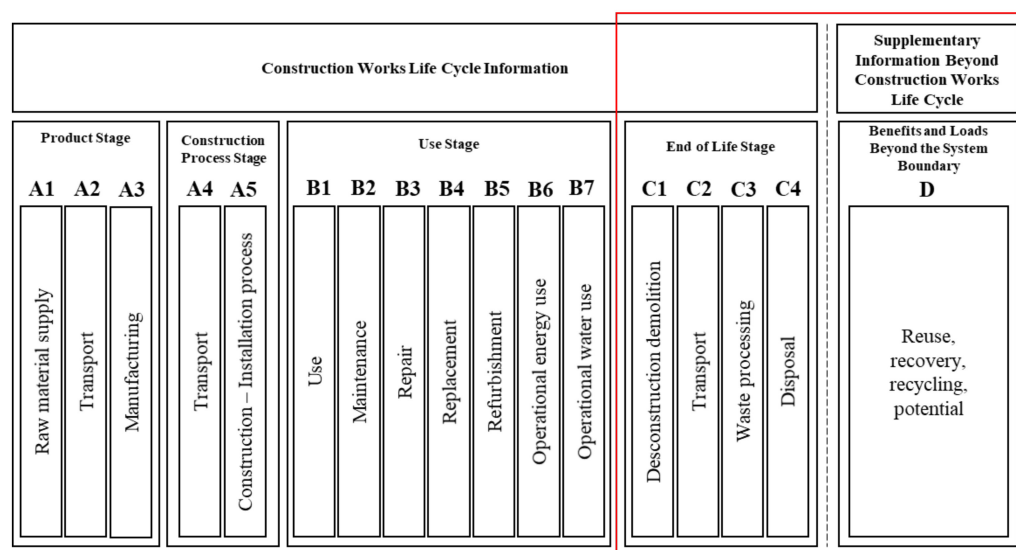 Construction Works Life Cycle Information
Supplementary
Information Beyond
Construction Works
Life Cycle
Product Stage
A1 A2 A3
Raw material supply
Transport
Manufacturing
Construction
Process Stage
A4 A5
Transport
Construction – Installation process
Use Stage
B1 B2 B3 B4 B5 B6 B7
Use
Maintenance
Repair
Replacement
Refurbishment
Operational energy use
Operational water use
End of Life Stage
C1 C2 C3 C4
Desconstruction demolition
Transport
Waste processing
Disposal
Benefits and Loads
Beyond the System
Boundary
D
Reuse,
recovery,
recycling,
potential